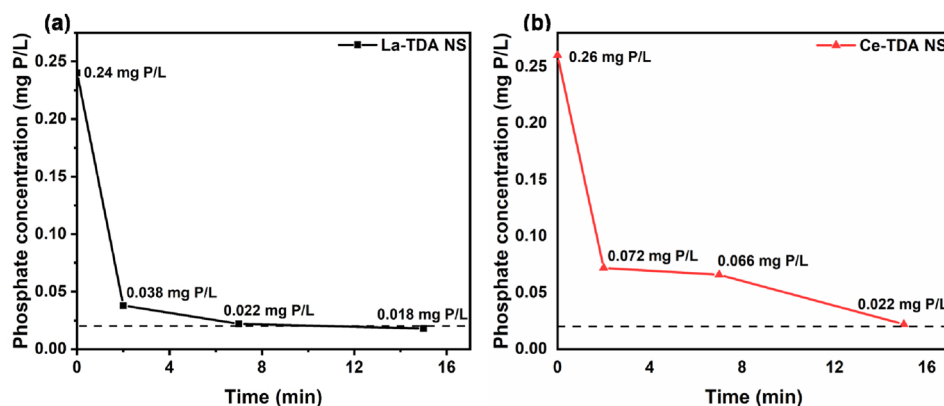 (a)
La-TDA NS
Phosphate concentration (mg P/L)
0.25
0.20
0.15
0.10
0.05
0.00
0.24 mg P/L
0.038 mg P/L
0.022 mg P/L
0.018 mg P/L
0
4
8
12
16
Time (min)
(b)
Ce-TDA NS
Phosphate concentration (mg P/L)
0.25
0.20
0.15
0.10
0.05
0.00
0.26 mg P/L
0.072 mg P/L
0.066 mg P/L
0.022 mg P/L
0
4
8
12
16
Time (min)